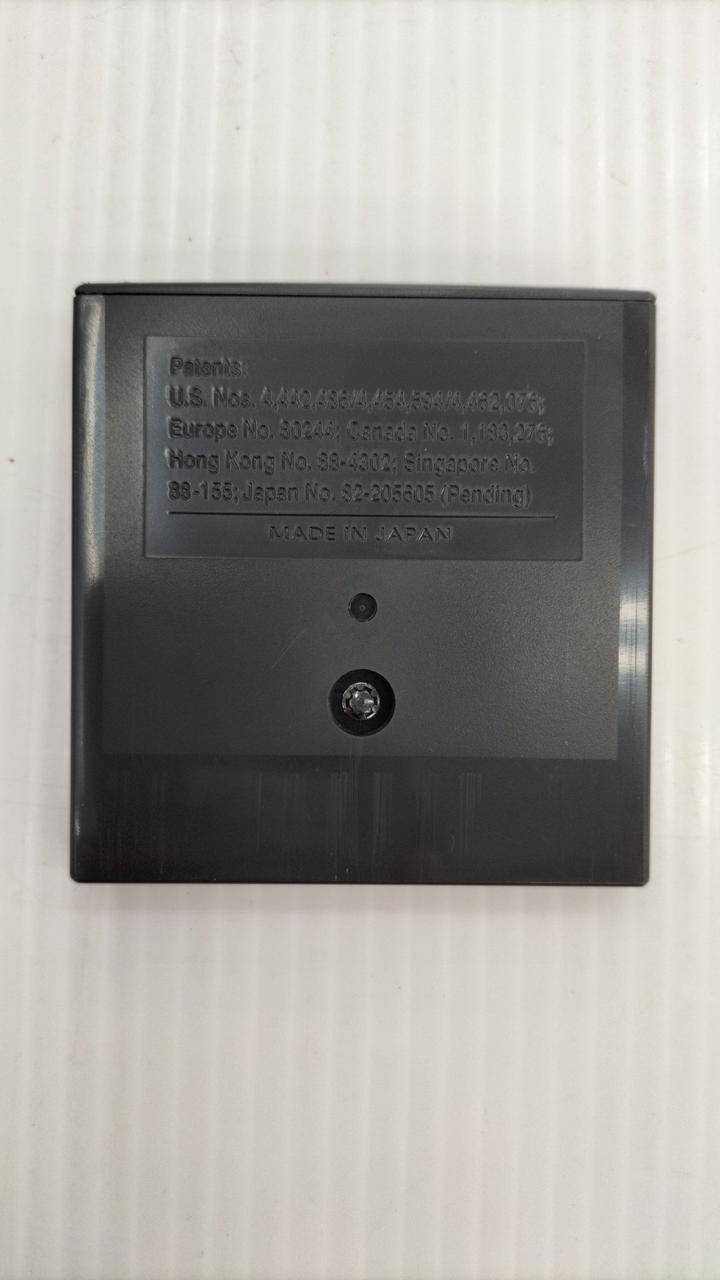 Patents:
U.S. Nos. 4,442,486/4,454,594/4,462,076;
Europe No. 80244; Canada No. 1,183,276;
Hong Kong No. 88-4302; Singapore No.
88-155; Japan No. 82-205605 (Pending)
MADE IN JAPAN